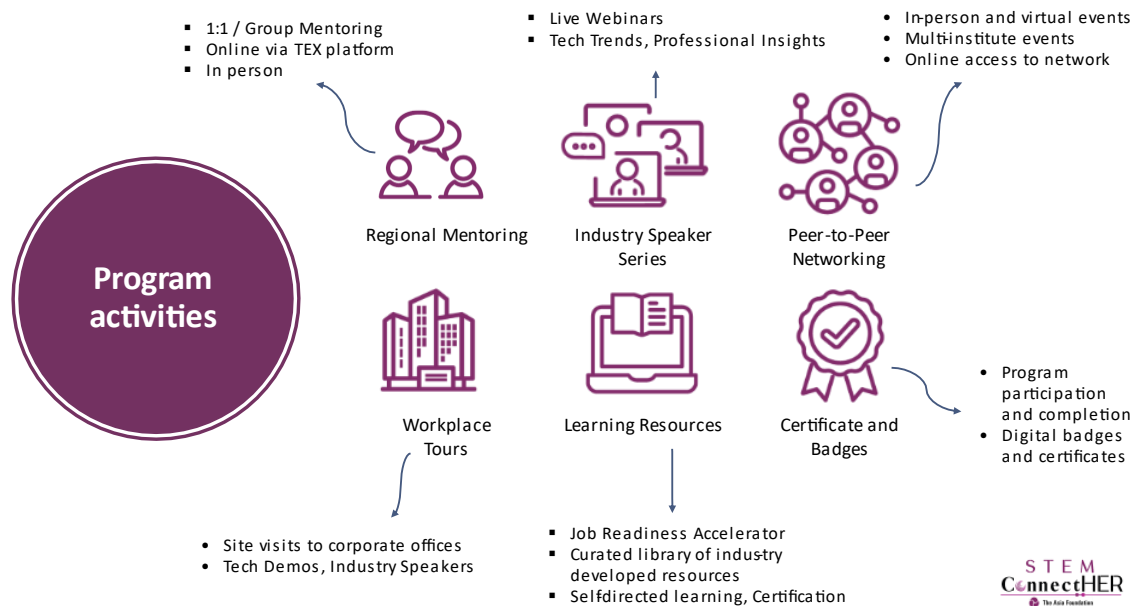 ▪ 1:1 / Group Mentoring
▪ Online via TEX platform
▪ In person
▪ Live Webinars
▪ Tech Trends, Professional Insights
• In-person and virtual events
• Multi-institute events
• Online access to network
Program
activities
Regional Mentoring
Industry Speaker
Series
Peer-to-Peer
Networking
Workplace
Tours
Learning Resources
Certificate and
Badges
• Program
participation
and completion
• Digital badges
and certificates
• Site visits to corporate offices
• Tech Demos, Industry Speakers
▪ Job Readiness Accelerator
▪ Curated library of industry
developed resources
▪ Selfdirected learning, Certification
STEM
ConnectHER
The Asia Foundation